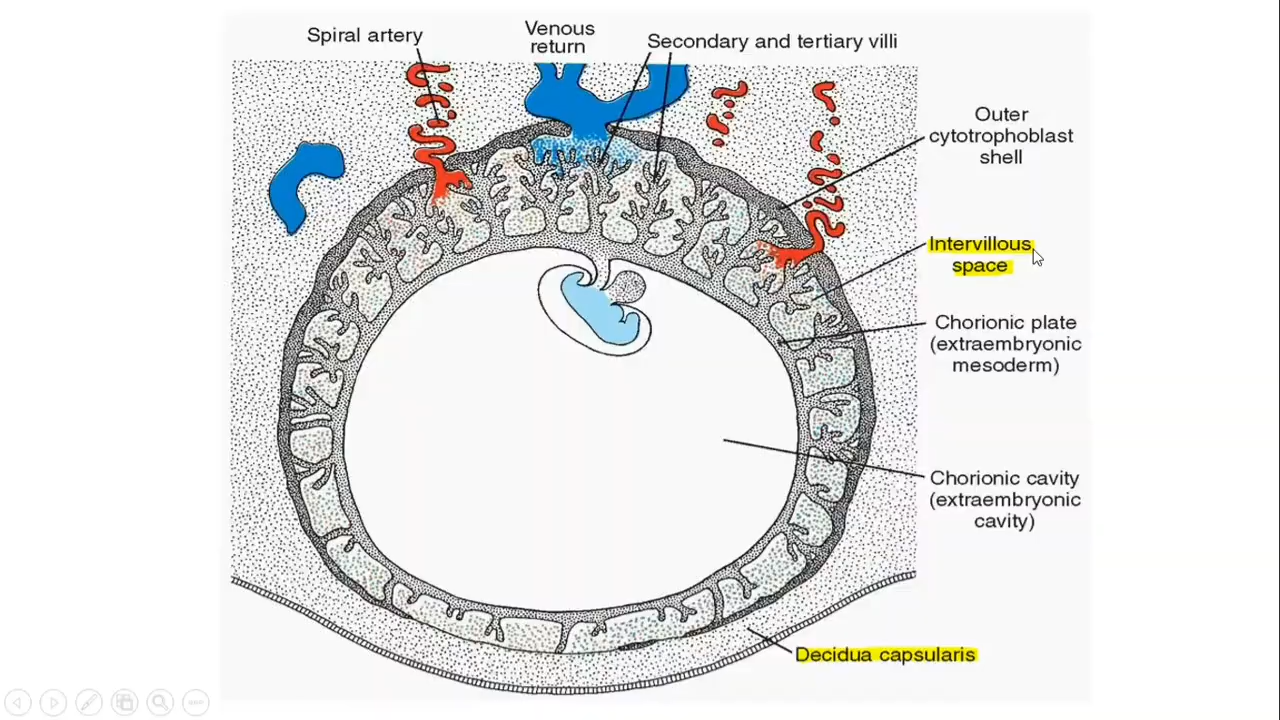 Spiral artery
Venous
return
Secondary and tertiary villi
Outer
cytotrophoblast
shell
Intervillous
space
Chorionic plate
(extraembryonic
mesoderm)
Chorionic cavity
(extraembryonic
cavity)
Decidua capsularis